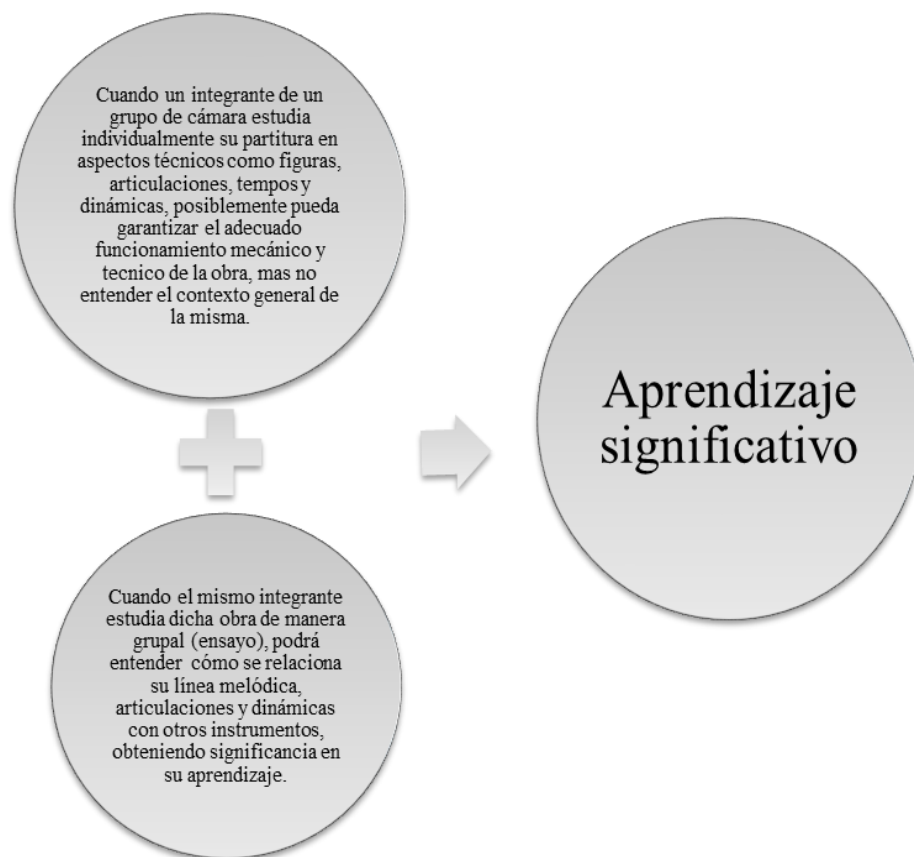 Cuando un integrante de un
grupo de cámara estudia
individualmente su partitura en
aspectos técnicos como figuras,
articulaciones, tempos y
dinámicas, posiblemente pueda
garantizar el adecuado
funcionamiento mecánico y
tecnico de la obra, mas no
entender el contexto general de
la misma.
Cuando el mismo integrante
estudia dicha obra de manera
grupal (ensayo), podrá
entender cómo se relaciona
su línea melódica,
articulaciones y dinámicas
con otros instrumentos,
obteniendo significancia en
su aprendizaje.
Aprendizaje
significativo